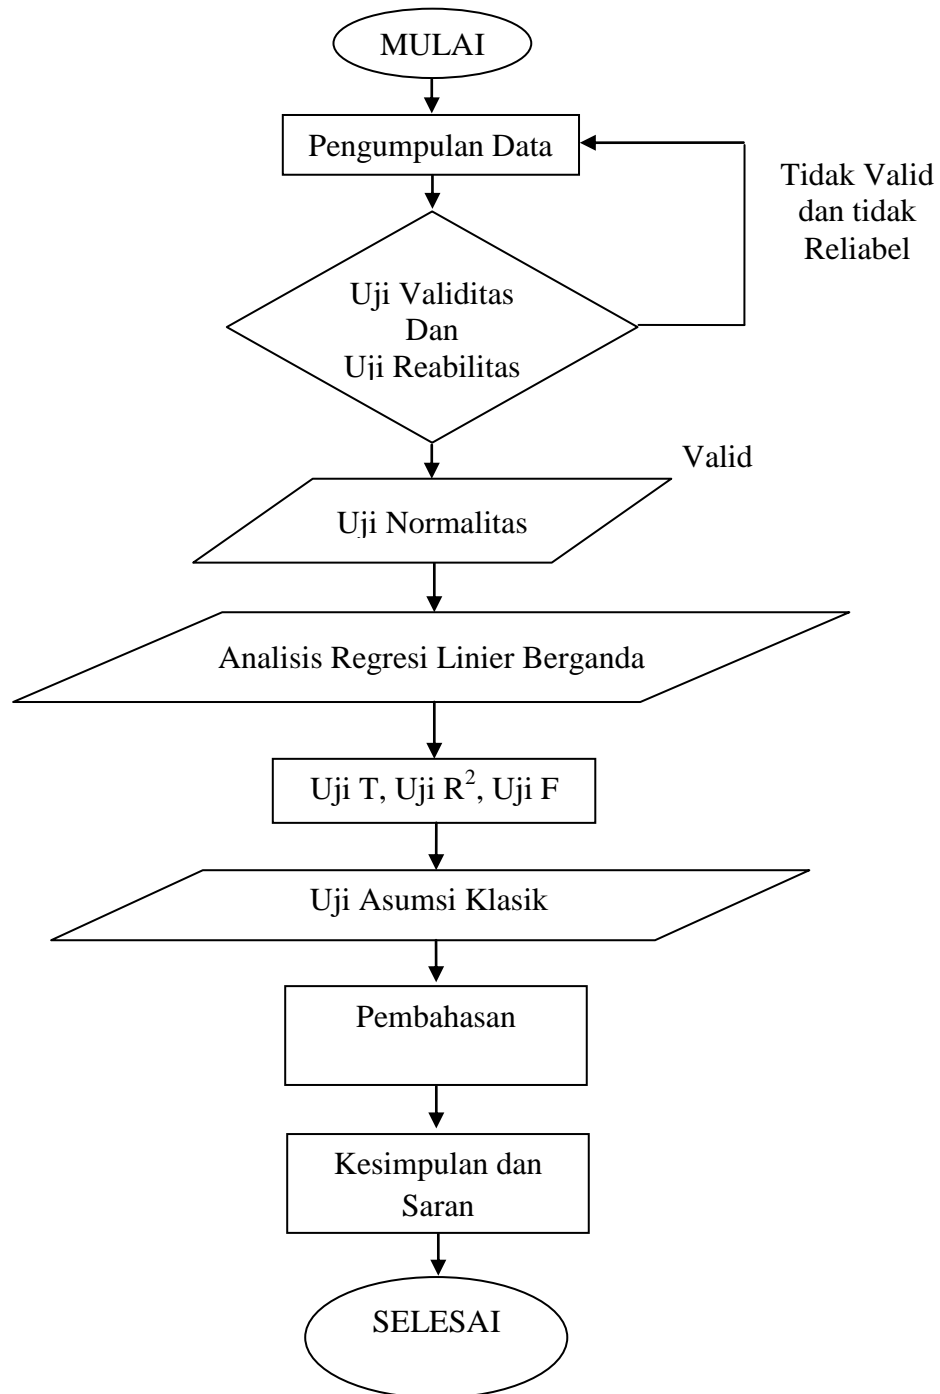 MULAI
Pengumpulan Data
Tidak Valid
dan tidak
Reliabel
Uji Validitas
Dan
Uji Reabilitas
Valid
Uji Normalitas
Analisis Regresi Linier Berganda
Uji T, Uji R², Uji F
Uji Asumsi Klasik
Pembahasan
Kesimpulan dan
Saran
SELESAI